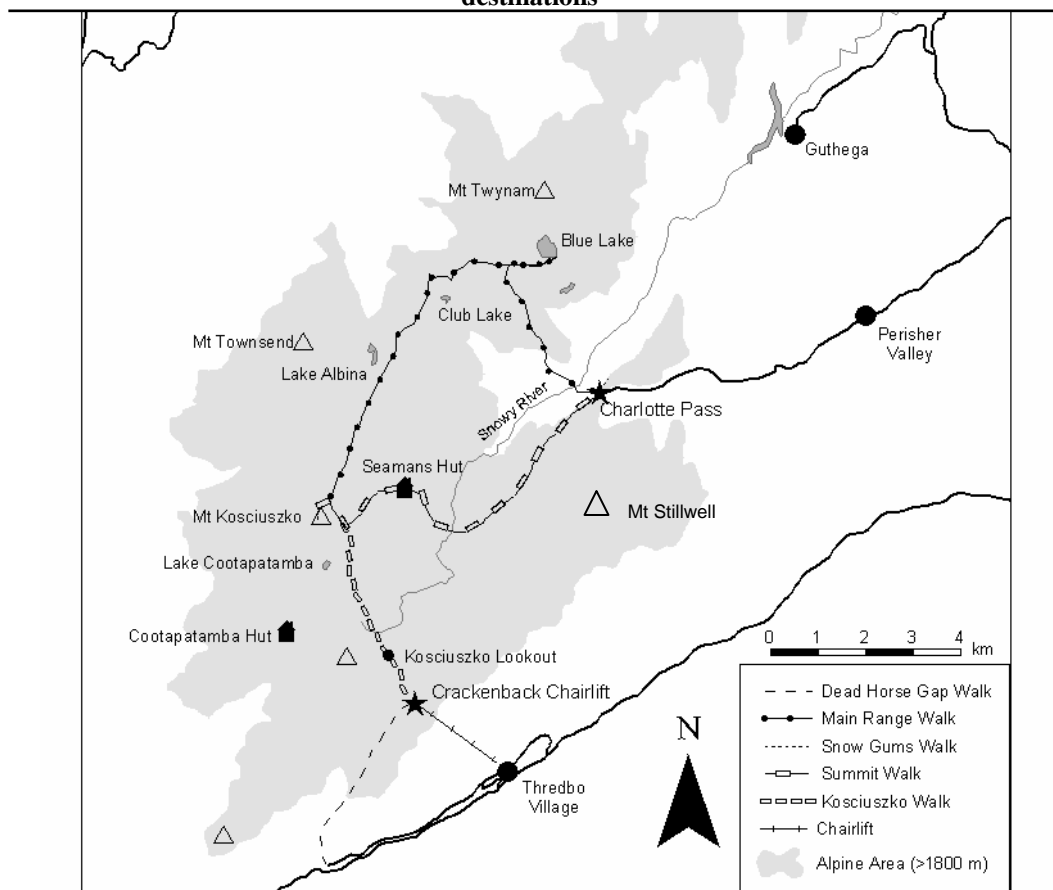 destinations
Guthega
Mt Twynam
Blue Lake
Club Lake
Perisher
Valley
Mt Townsend
Lake Albina
Snowy River
Charlotte Pass
Seamans Hut
Mt Kosciuszko
Mt Stillwell
Lake Cootapatamba
Cootapatamba Hut
Kosciuszko Lookout
Crackenback Chairlift
Thredbo
Village
0 1 2 3 4
km
N
Dead Horse Gap Walk
Main Range Walk
Snow Gums Walk
Summit Walk
Kosciuszko Walk
Chairlift
Alpine Area (>1800 m)